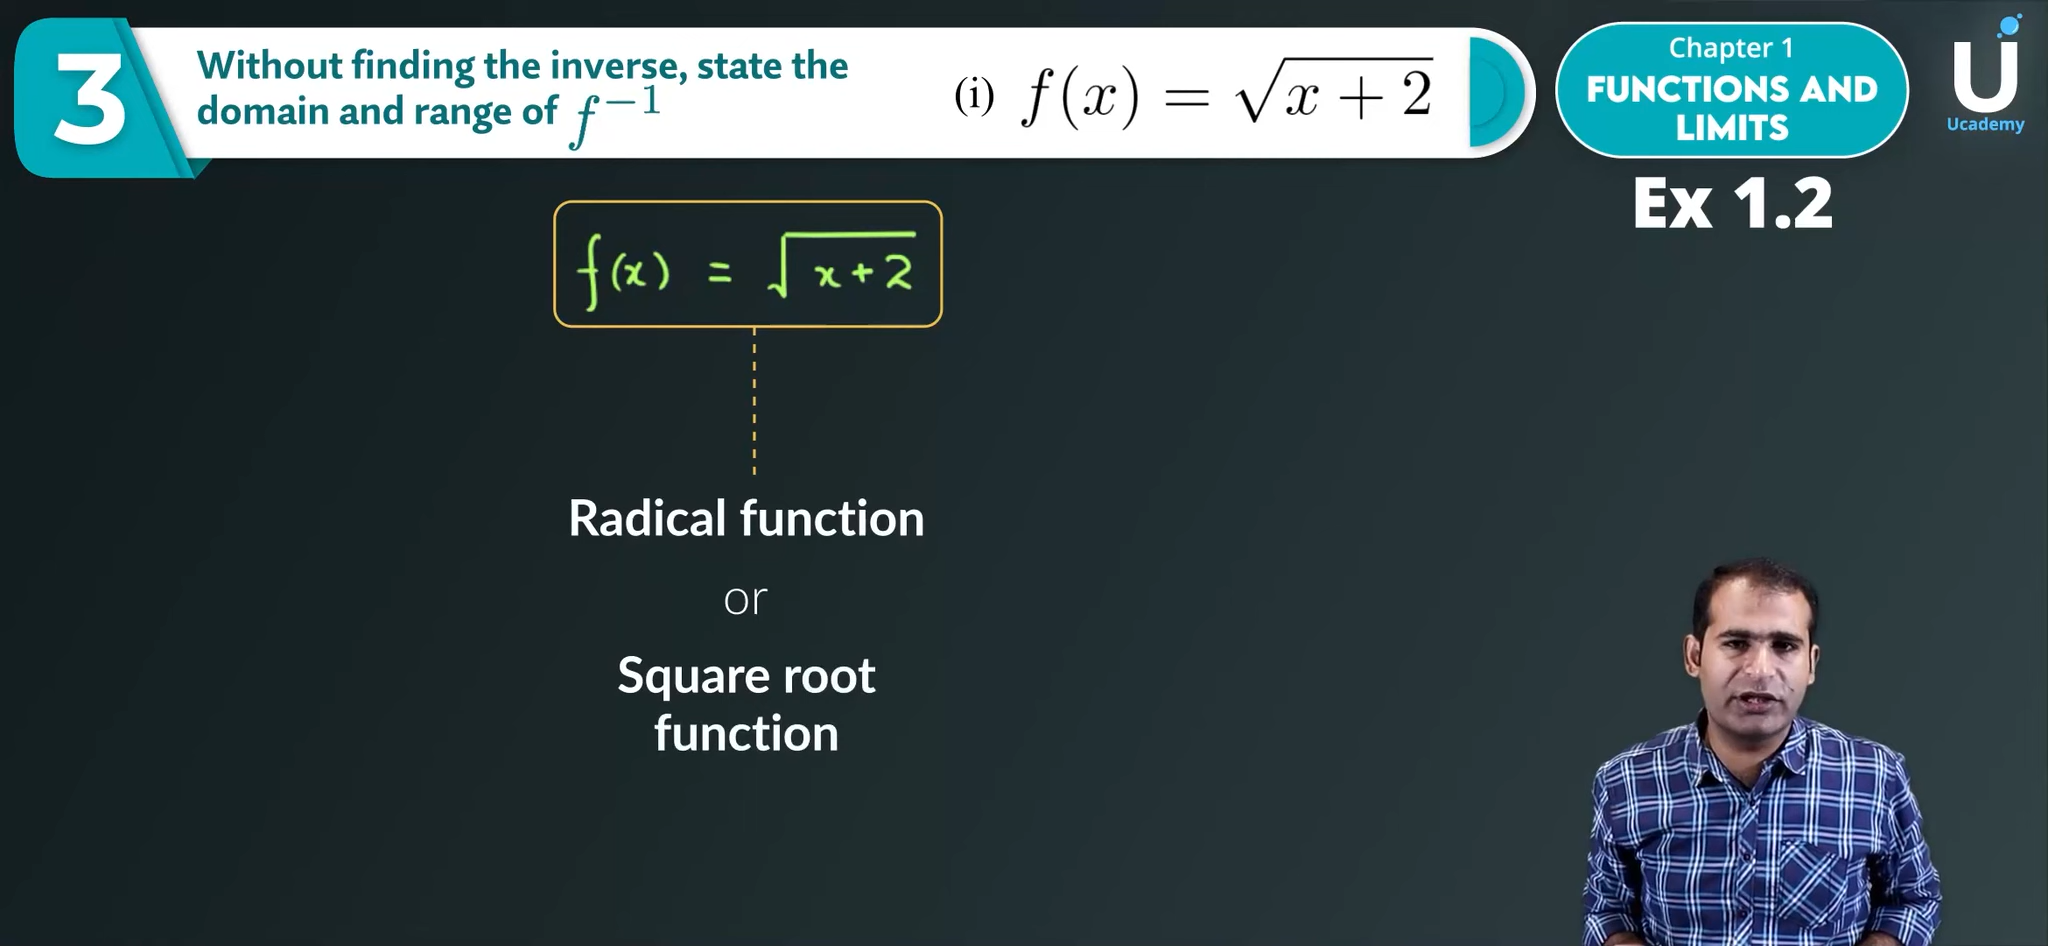 3
Without finding the inverse, state the
domain and range of f⁻¹
(i) f(x) = √(x + 2)
Chapter 1
FUNCTIONS AND
LIMITS
Ucademy
Ex 1.2
f(x) = √(x+2)
Radical function
or
Square root
function